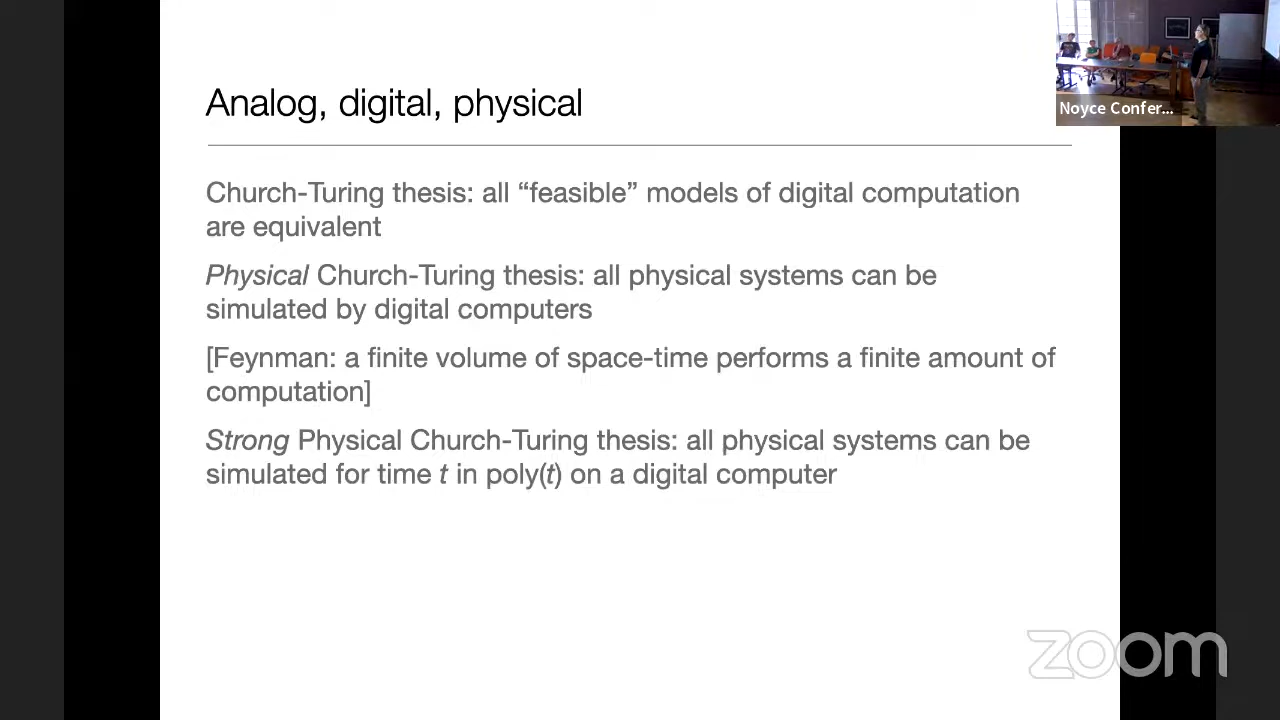 Analog, digital, physical
Noyce Confer...
Church-Turing thesis: all “feasible” models of digital computation
are equivalent
Physical Church-Turing thesis: all physical systems can be
simulated by digital computers
[Feynman: a finite volume of space-time performs a finite amount of
computation]
Strong Physical Church-Turing thesis: all physical systems can be
simulated for time t in poly(t) on a digital computer
zoom